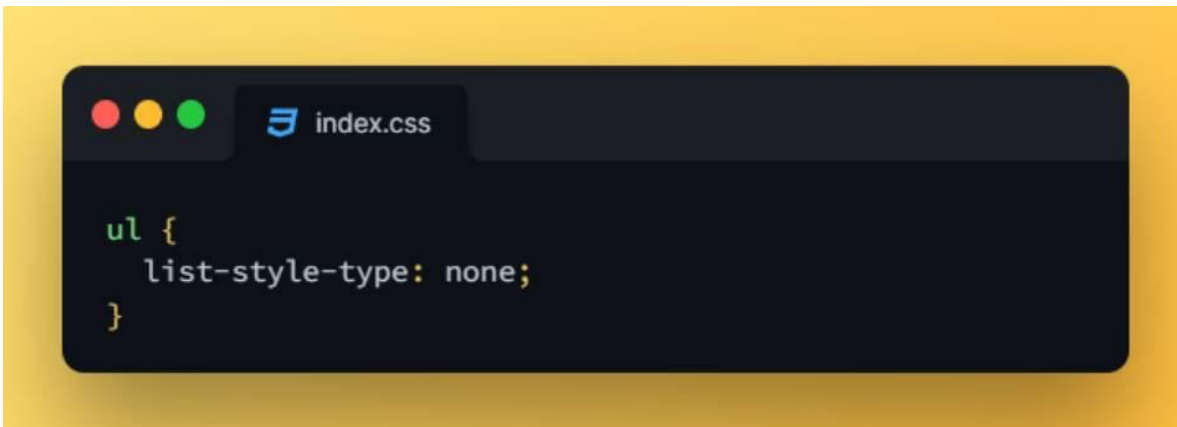 index.css
ul {
  list-style-type: none;
}